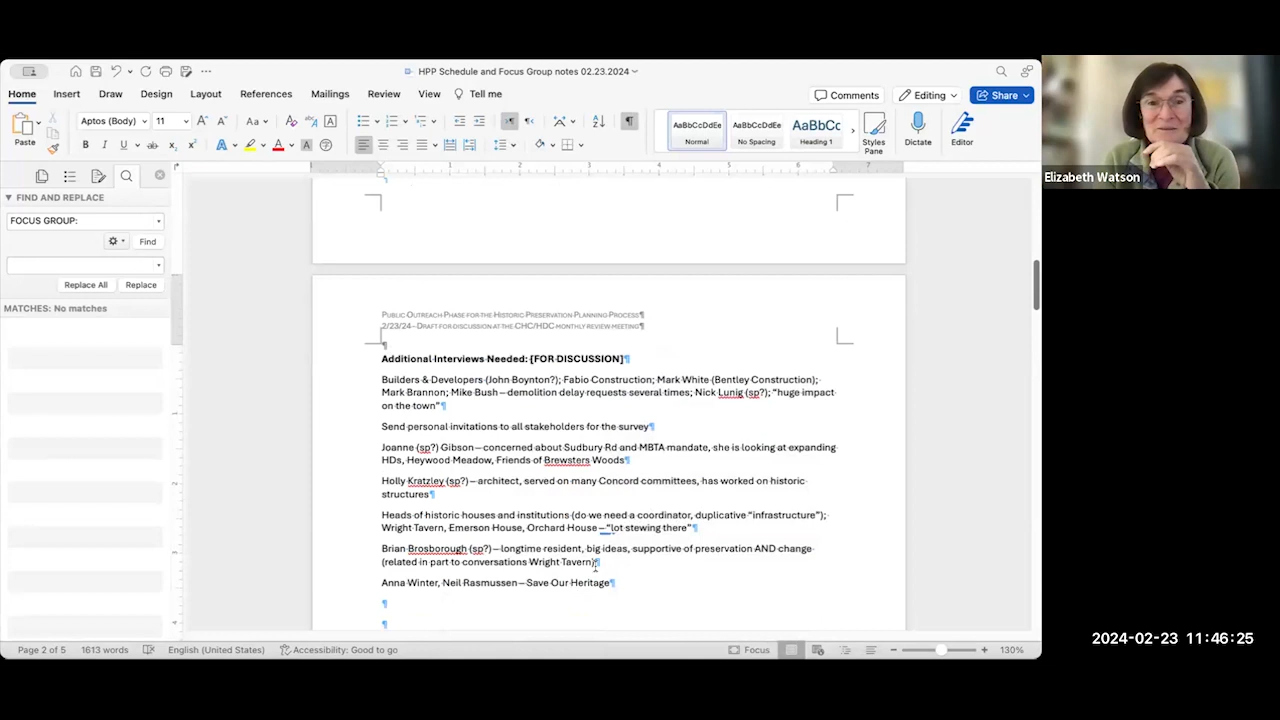 HPP Schedule and Focus Group notes 02.23.2024
Home Insert Draw Design Layout References Mailings Review View Tell me
Comments Editing Share
Paste
Aptos (Body) 11
Aa
AaBbCcDdEe AaBbCcDdEe AaBbCc
Normal No Spacing Heading 1
Styles Pane
Dictate
Editor
FIND AND REPLACE
FOCUS GROUP:
Find
Replace All Replace
MATCHES: No matches
1 2 3 4 5 6 7
PUBLIC OUTREACH PHASE FOR THE HISTORIC PRESERVATION PLANNING PROCESS¶
2/23/24–DRAFT FOR DISCUSSION AT THE CHC/HDC MONTHLY REVIEW MEETING¶
¶
Additional Interviews Needed: [FOR DISCUSSION]¶
Builders & Developers (John Boynton?); Fabio Construction; Mark White (Bentley Construction);
Mark Brannon; Mike Bush – demolition delay requests several times; Nick Lunig (sp?); “huge impact
on the town”¶
Send personal invitations to all stakeholders for the survey¶
Joanne (sp?) Gibson – concerned about Sudbury Rd and MBTA mandate, she is looking at expanding
HDs, Heywood Meadow, Friends of Brewsters Woods¶
Holly Kratzley (sp?) – architect, served on many Concord committees, has worked on historic
structures¶
Heads of historic houses and institutions (do we need a coordinator, duplicative “infrastructure”);
Wright Tavern, Emerson House, Orchard House – “lot stewing there”¶
Brian Brosborough (sp?) – longtime resident, big ideas, supportive of preservation AND change
(related in part to conversations Wright Tavern)¶
Anna Winter, Neil Rasmussen – Save Our Heritage¶
¶
¶
Page 2 of 5 1613 words English (United States) Accessibility: Good to go Focus 130%
Elizabeth Watson
2024-02-23 11:46:25